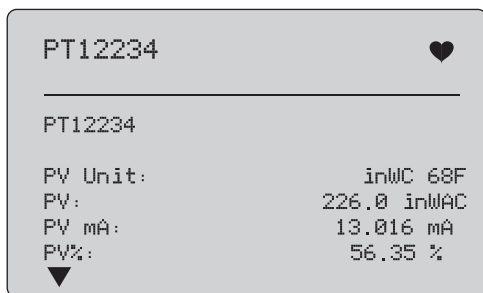 PT12234
PT12234
PV Unit: inWC 68F
PV: 226.0 inWAC
PV mA: 13.016 mA
PV%: 56.35 %